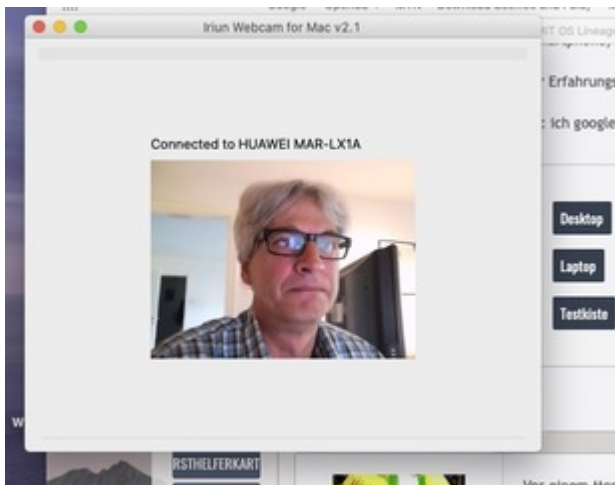 Iriun Webcam for Mac v2.1
Connected to HUAWEI MAR-LX1A
Erfahrungs
: ich google
Desktop
Laptop
Testkiste
W
RSTHELFERKART